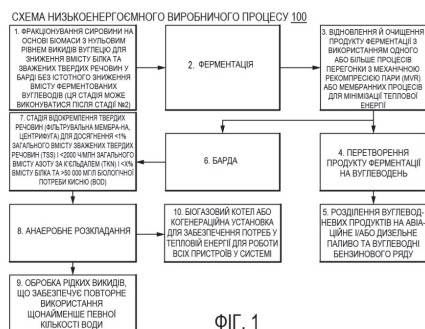 СХЕМА НИЗЬКОЕНЕРГОЄМНОГО ВИРОБНИЧОГО ПРОЦЕСУ 100
1. ФРАКЦІОНУВАННЯ СИРОВИНИ НА
ОСНОВІ БІОМАСИ З НУЛЬОВИМ
РІВНЕМ ВИКИДІВ ВУГЛЕЦЮ ДЛЯ
ЗНИЖЕННЯ ВМІСТУ БІЛКА ТА
ЗВАЖЕНИХ ТВЕРДИХ РЕЧОВИН У
БАРДІ БЕЗ ІСТОТНОГО ЗНИЖЕННЯ
ВМІСТУ ФЕРМЕНТОВАНИХ
ВУГЛЕВОДІВ (ЦЯ СТАДІЯ МОЖЕ
ВИКОНУВАТИСЯ ПІСЛЯ СТАДІЇ №2)
2. ФЕРМЕНТАЦІЯ
3. ВІДНОВЛЕННЯ Й ОЧИЩЕННЯ
ПРОДУКТУ ФЕРМЕНТАЦІЇ З
ВИКОРИСТАННЯМ ОДНОГО
АБО БІЛЬШЕ ПРОЦЕСІВ
ПЕРЕГОНКИ З МЕХАНІЧНОЮ
РЕКОМПРЕСІЄЮ ПАРИ (MVR)
АБО МЕМБРАННИХ ПРОЦЕСІВ
ДЛЯ МІНІМІЗАЦІЇ ТЕПЛОВОЇ
ЕНЕРГІЇ
7. СТАДІЯ ВІДОКРЕМЛЕННЯ ТВЕРДИХ
РЕЧОВИН (ФІЛЬТРУВАЛЬНА МЕМБРА-НА,
ЦЕНТРИФУГА) ДЛЯ ДОСЯГНЕННЯ <1%
ЗАГАЛЬНОГО ВМІСТУ ЗВАЖЕНИХ ТВЕРДИХ
РЕЧОВИН (TSS) І <2000 Ч/МЛН ЗАГАЛЬНОГО
ВМІСТУ АЗОТУ ЗА К'ЄЛЬДАЛЕМ (TKN) І <X%
ВМІСТУ БІЛКА ТА >50 000 МГ/Л БІОЛОГІЧНОЇ
ПОТРЕБИ КИСНЮ (BOD)
6. БАРДА
4. ПЕРЕТВОРЕННЯ
ПРОДУКТУ ФЕРМЕНТАЦІЇ
НА ВУГЛЕВОДЕНЬ
8. АНАЕРОБНЕ РОЗКЛАДАННЯ
10. БІОГАЗОВИЙ КОТЕЛ АБО
КОГЕНЕРАЦІЙНА УСТАНОВКА
ДЛЯ ЗАБЕЗПЕЧЕННЯ ПОТРЕБ У
ТЕПЛОВІЙ ЕНЕРГІЇ ДЛЯ РОБОТИ
ВСІХ ПРИСТРОЇВ У СИСТЕМІ
5. РОЗДІЛЕННЯ ВУГЛЕВОД-
НЕВИХ ПРОДУКТІВ НА АВІА-
ЦІЙНЕ І/АБО ДИЗЕЛЬНЕ
ПАЛИВО ТА ВУГЛЕВОДНІ
БЕНЗИНОВОГО РЯДУ
9. ОБРОБКА РІДКИХ ВИКИДІВ,
ЩО ЗАБЕЗПЕЧУЄ ПОВТОРНЕ
ВИКОРИСТАННЯ
ЩОНАЙМЕНШЕ ПЕВНОЇ
КІЛЬКОСТІ ВОДИ
ФІГ. 1